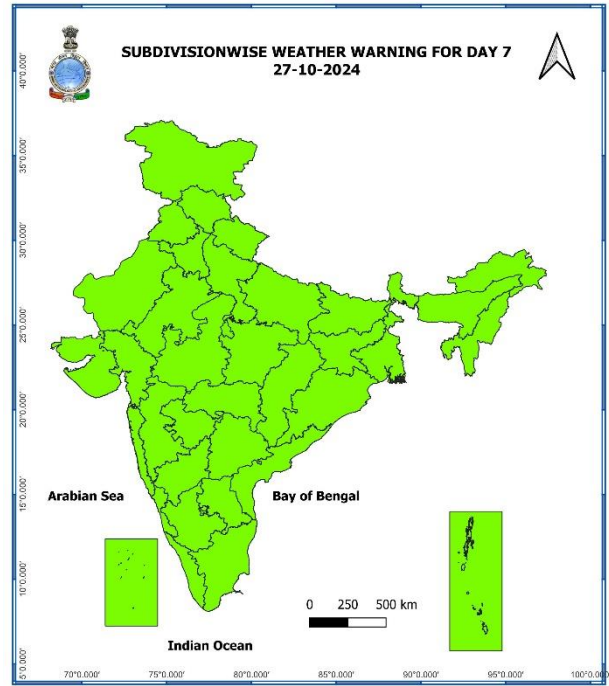 SUBDIVISIONWISE WEATHER WARNING FOR DAY 7
27-10-2024
40°0.000'
35°0.000'
30°0.000'
25°0.000'
20°0.000'
15°0.000'
10°0.000'
5°0.000'
Arabian Sea
Bay of Bengal
0 250 500 km
Indian Ocean
70°0.000' 75°0.000' 80°0.000' 85°0.000' 90°0.000' 95°0.000'